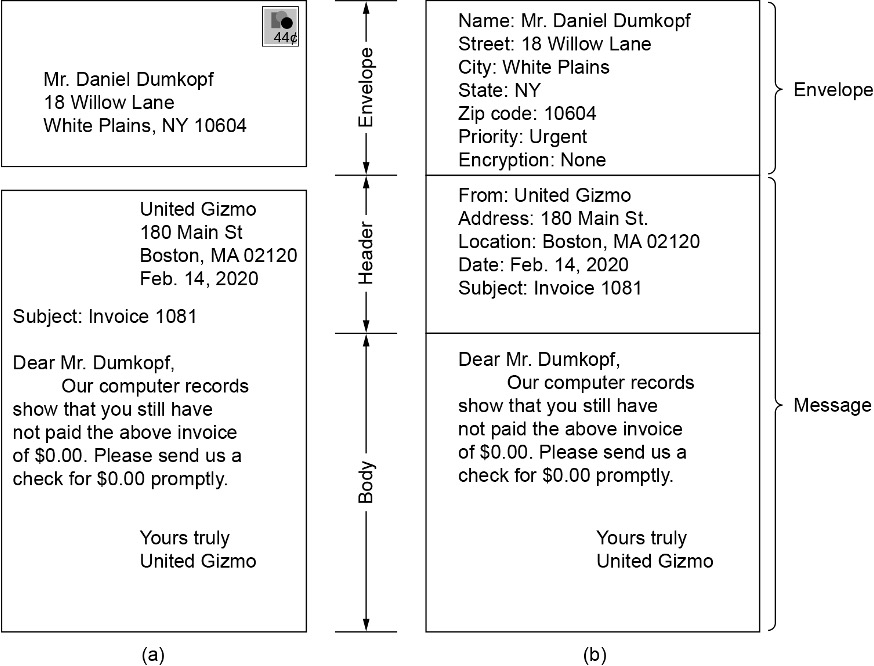 44¢
Mr. Daniel Dumkopf
18 Willow Lane
White Plains, NY 10604
United Gizmo
180 Main St
Boston, MA 02120
Feb. 14, 2020
Subject: Invoice 1081
Dear Mr. Dumkopf,
Our computer records
show that you still have
not paid the above invoice
of $0.00. Please send us a
check for $0.00 promptly.
Yours truly
United Gizmo
(a)
Envelope
Header
Body
Name: Mr. Daniel Dumkopf
Street: 18 Willow Lane
City: White Plains
State: NY
Zip code: 10604
Priority: Urgent
Encryption: None
From: United Gizmo
Address: 180 Main St.
Location: Boston, MA 02120
Date: Feb. 14, 2020
Subject: Invoice 1081
Dear Mr. Dumkopf,
Our computer records
show that you still have
not paid the above invoice
of $0.00. Please send us a
check for $0.00 promptly.
Yours truly
United Gizmo
(b)
Envelope
Message